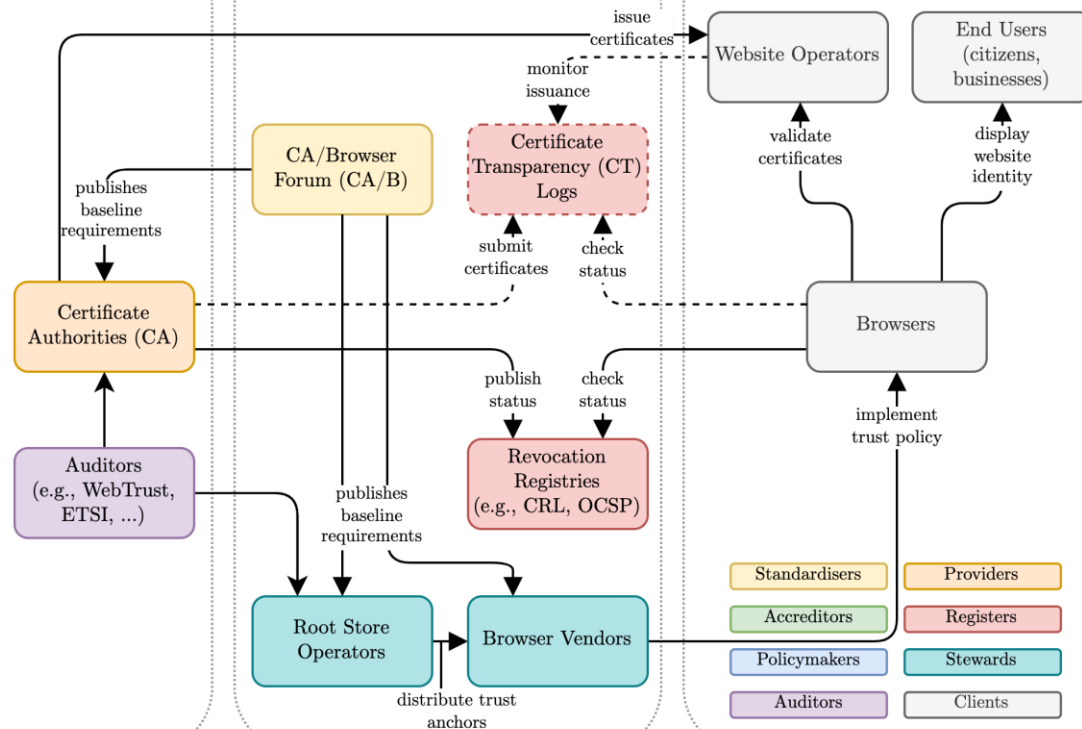 issue
certificates
Website Operators
End Users
(citizens,
businesses)
monitor
issuance
CA/Browser
Forum (CA/B)
Certificate
Transparency (CT)
Logs
validate
certificates
display
website
identity
publishes
baseline
requirements
submit
certificates
check
status
Certificate
Authorities (CA)
Browsers
publish
status
check
status
implement
trust policy
Auditors
(e.g., WebTrust,
ETSI, ...)
Revocation
Registries
(e.g., CRL, OCSP)
publishes
baseline
requirements
Root Store
Operators
Browser Vendors
distribute trust
anchors
Standardisers
Providers
Accreditors
Registers
Policymakers
Stewards
Auditors
Clients